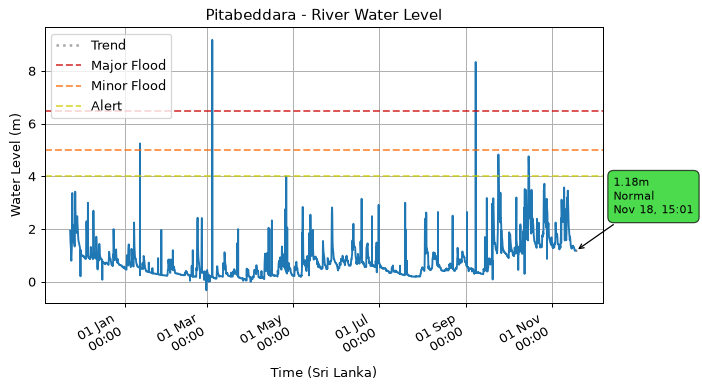 Pitabeddara - River Water Level
Trend
Major Flood
Minor Flood
Alert
Water Level (m)
8
6
4
2
0
1.18m
Normal
Nov 18, 15:01
01 Jan
00:00
01 Mar
00:00
01 May
00:00
01 Jul
00:00
01 Sep
00:00
01 Nov
00:00
Time (Sri Lanka)